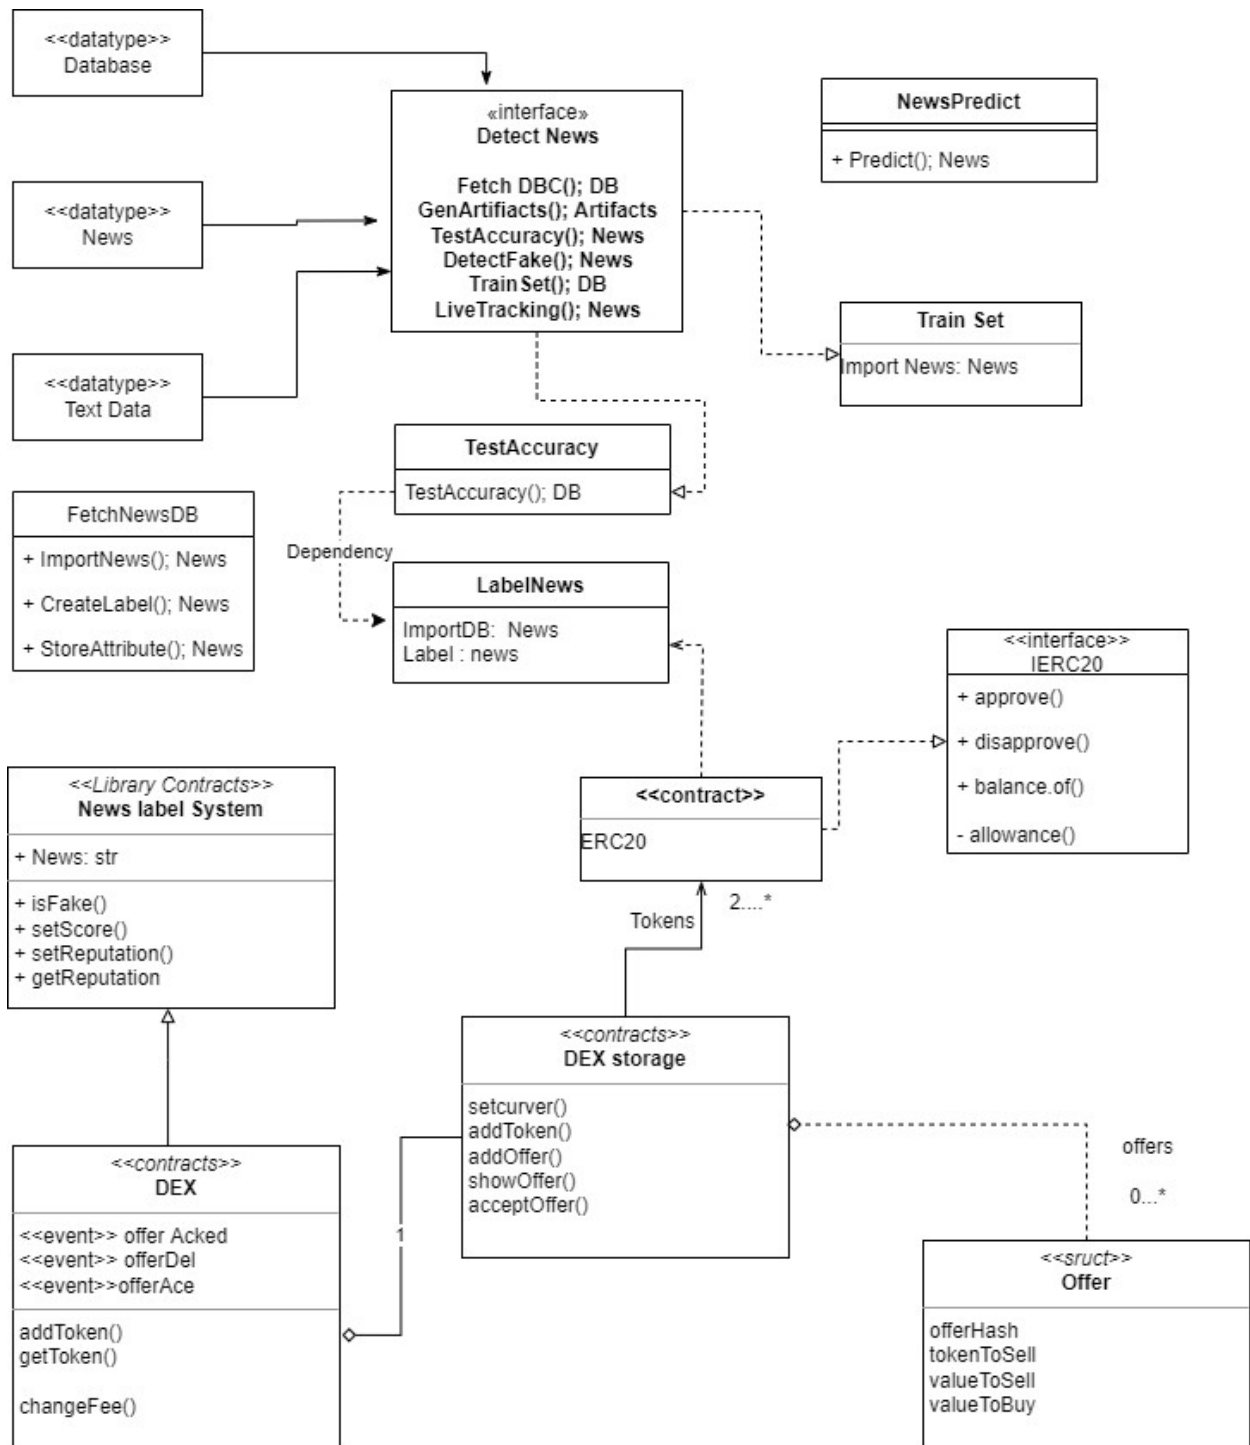 <<datatype>>
Database
«interface»
Detect News
Fetch DBC(); DB
GenArtifiacts(); Artifacts
TestAccuracy(); News
DetectFake(); News
TrainSet(); DB
LiveTracking(); News
NewsPredict
+ Predict(); News
<<datatype>>
News
Train Set
Import News: News
<<datatype>>
Text Data
TestAccuracy
TestAccuracy(); DB
FetchNewsDB
+ ImportNews(); News
+ CreateLabel(); News
+ StoreAttribute(); News
Dependency
LabelNews
ImportDB: News
Label : news
<<interface>>
IERC20
+ approve()
+ disapprove()
+ balance.of()
- allowance()
<<Library Contracts>>
News label System
+ News: str
+ isFake()
+ setScore()
+ setReputation()
+ getReputation
<<contract>>
ERC20
Tokens
2....*
<<contracts>>
DEX storage
setcurver()
addToken()
addOffer()
showOffer()
acceptOffer()
offers
0...*
<<contracts>>
DEX
<<event>> offer Acked
<<event>> offerDel
<<event>>offerAce
addToken()
getToken()
changeFee()
1
<<sruct>>
Offer
offerHash
tokenToSell
valueToSell
valueToBuy